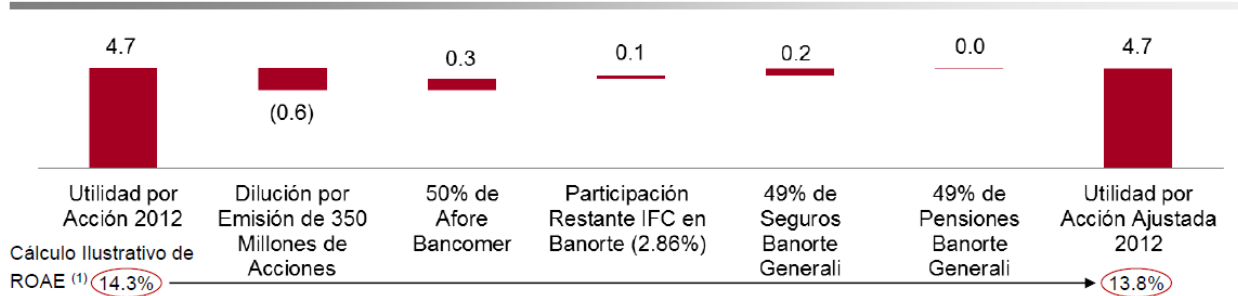 4.7
(0.6)
0.3
0.1
0.2
0.0
4.7
Utilidad por
Acción 2012
Dilución por
Emisión de 350
Millones de
Acciones
50% de
Afore
Bancomer
Participación
Restante IFC en
Banorte (2.86%)
49% de
Seguros
Banorte
Generali
49% de
Pensiones
Banorte
Generali
Utilidad por
Acción Ajustada
2012
Cálculo Ilustrativo de
ROAE (1) 14.3%
13.8%